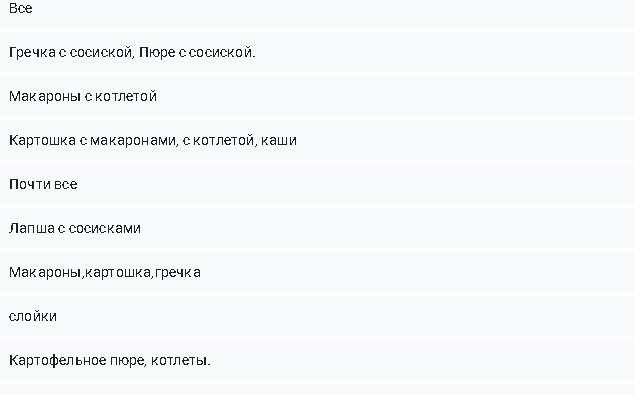 Все
Гречка с сосиской, Пюре с сосиской.
Макароны с котлетой
Картошка с макаронами, с котлетой, каши
Почти все
Лапша с сосисками
Макароны,картошка,гречка
слойки
Картофельное пюре, котлеты.